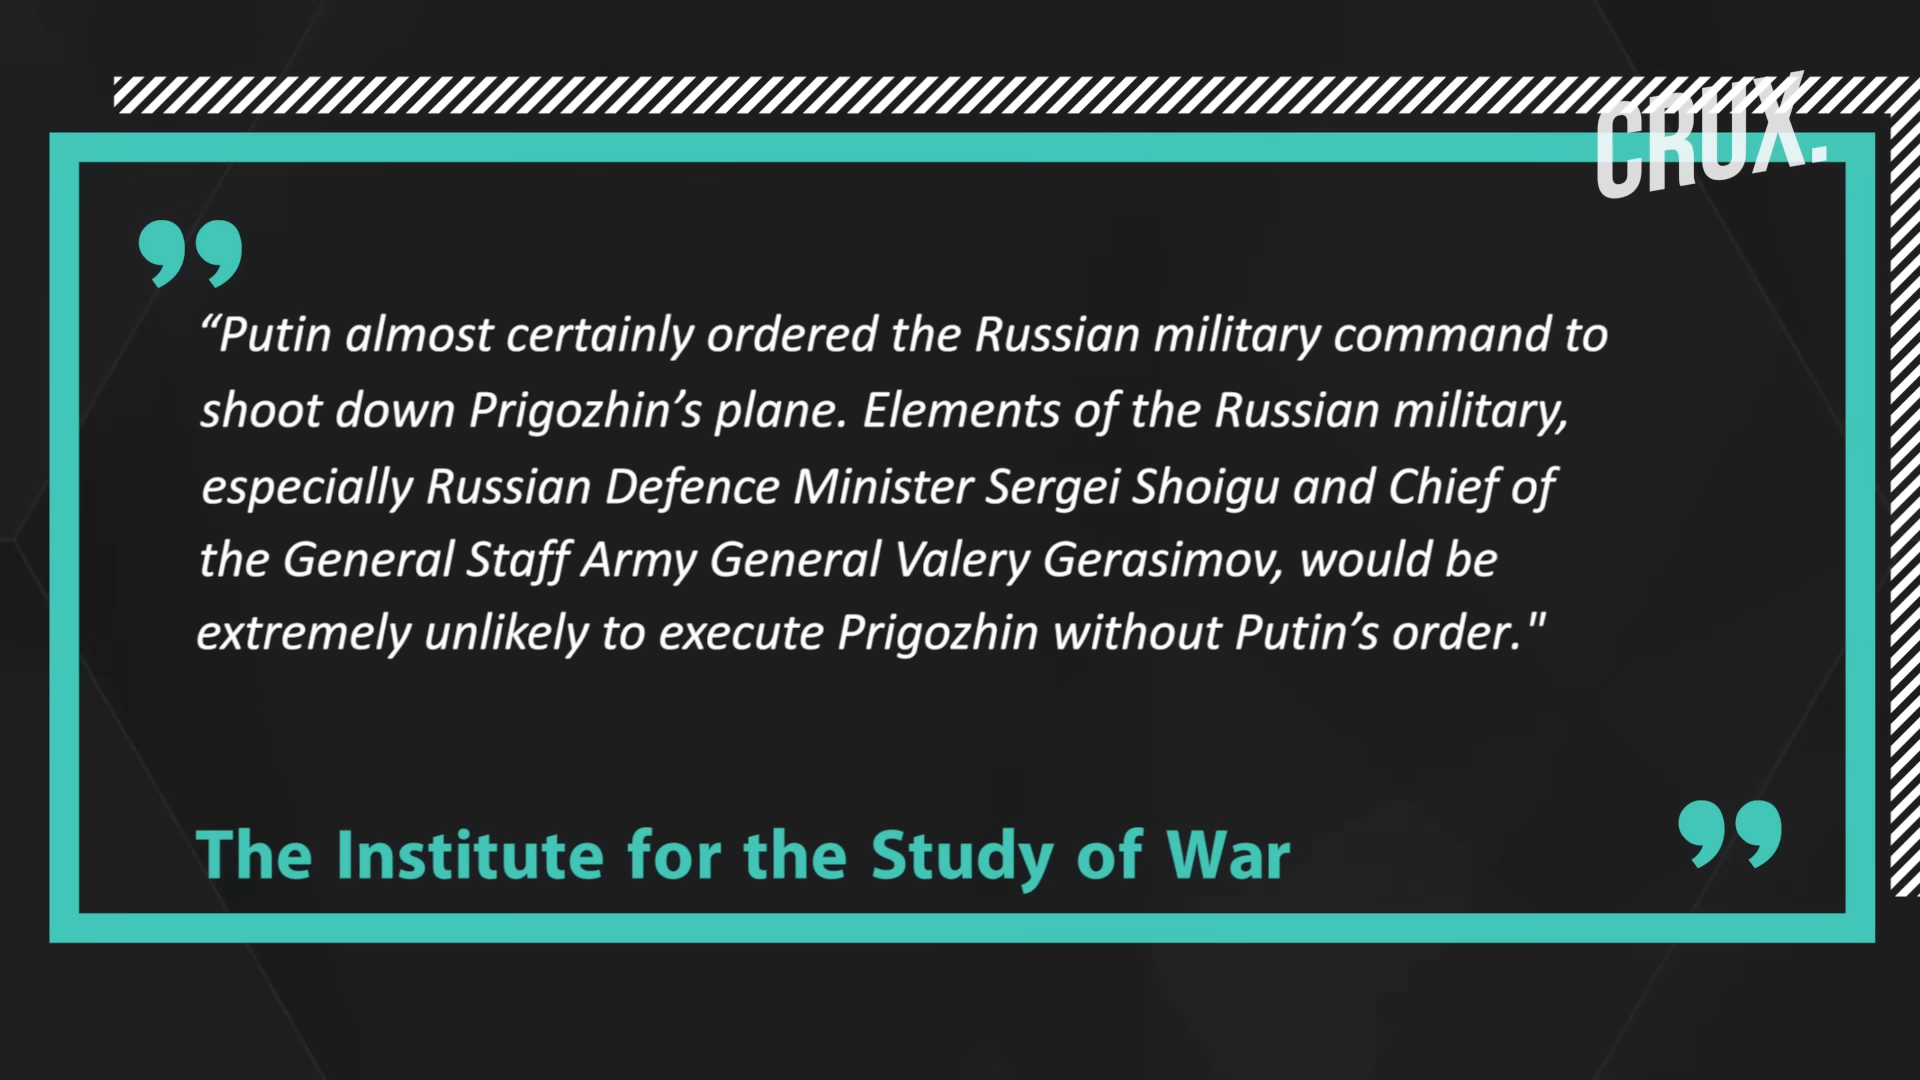 CRUX.
“Putin almost certainly ordered the Russian military command to
shoot down Prigozhin’s plane. Elements of the Russian military,
especially Russian Defence Minister Sergei Shoigu and Chief of
the General Staff Army General Valery Gerasimov, would be
extremely unlikely to execute Prigozhin without Putin’s order."
The Institute for the Study of War